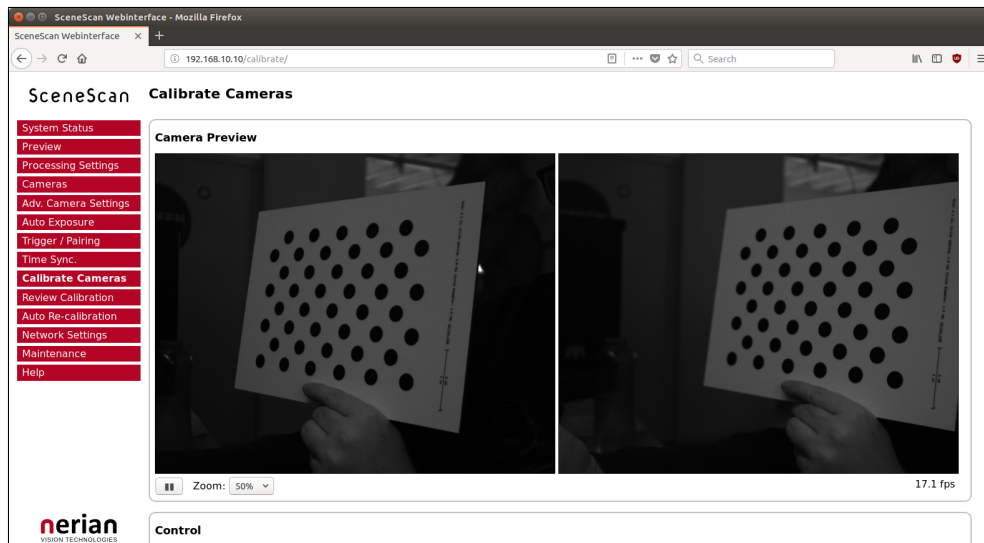 SceneScan Webinterface - Mozilla Firefox
SceneScan Webinterface
192.168.10.10/calibrate/
Search
SceneScan
Calibrate Cameras
System Status
Preview
Processing Settings
Cameras
Adv. Camera Settings
Auto Exposure
Trigger / Pairing
Time Sync.
Calibrate Cameras
Review Calibration
Auto Re-calibration
Network Settings
Maintenance
Help
Camera Preview
Zoom: 50%
17.1 fps
nerian
VISION TECHNOLOGIES
Control